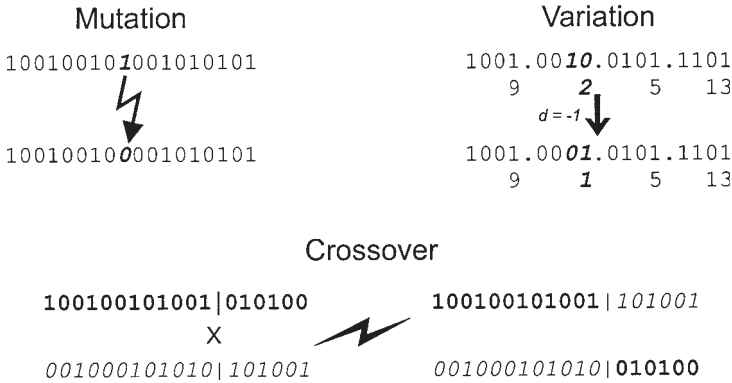 Mutation
100100101001010101
100100100001010101
Variation
1001.0010.0101.1101
9 2 5 13
d = -1
1001.0001.0101.1101
9 1 5 13
Crossover
100100101001|010100
X
001000101010|101001
100100101001|101001
001000101010|010100